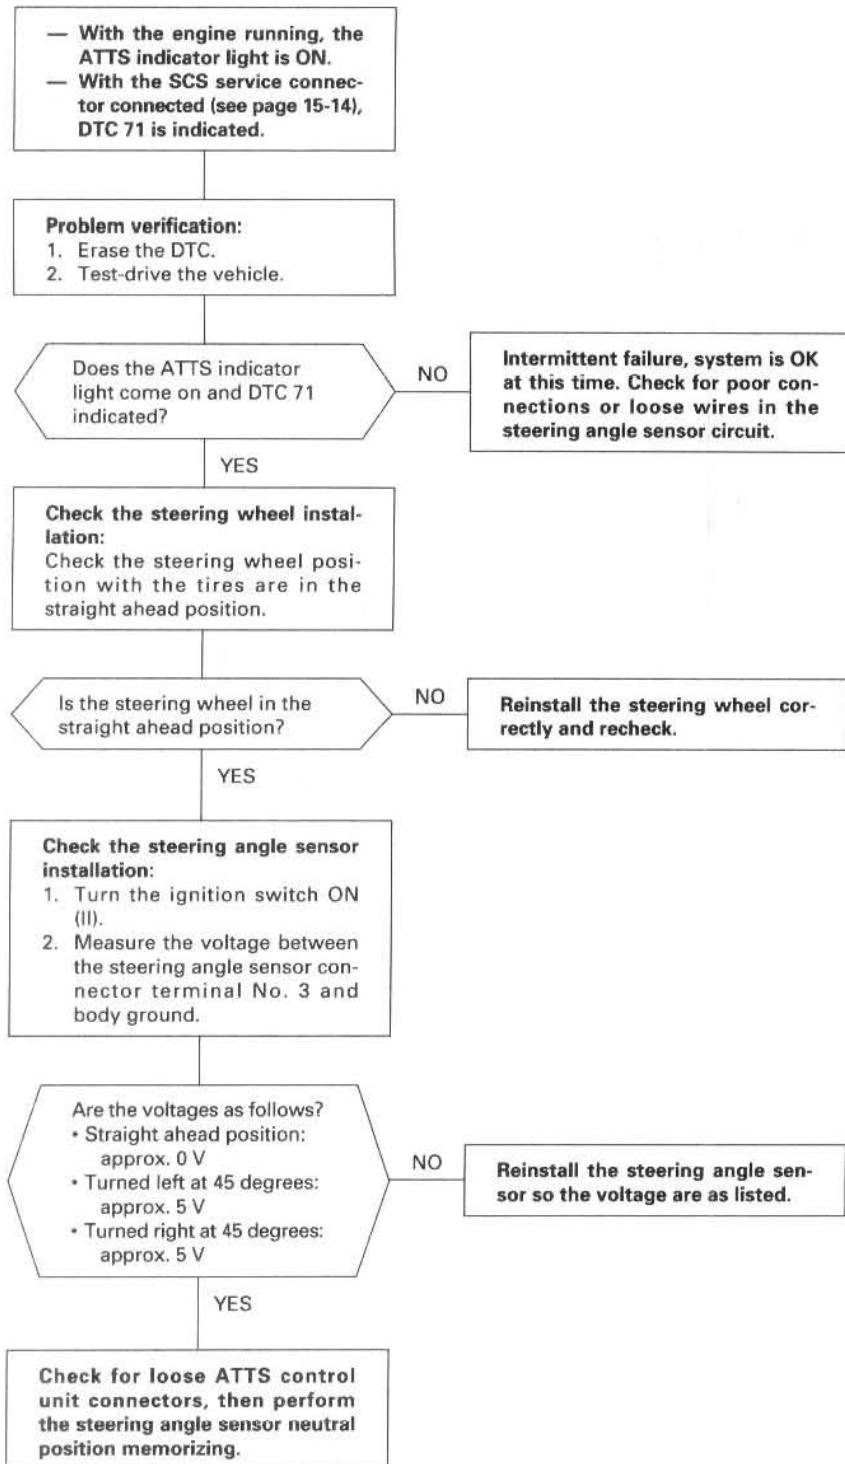 — With the engine running, the
ATTS indicator light is ON.
— With the SCS service connec-
tor connected (see page 15-14),
DTC 71 is indicated.
Problem verification:
1. Erase the DTC.
2. Test-drive the vehicle.
Does the ATTS indicator
light come on and DTC 71
indicated?
NO
Intermittent failure, system is OK
at this time. Check for poor con-
nections or loose wires in the
steering angle sensor circuit.
YES
Check the steering wheel instal-
lation:
Check the steering wheel posi-
tion with the tires are in the
straight ahead position.
Is the steering wheel in the
straight ahead position?
NO
Reinstall the steering wheel cor-
rectly and recheck.
YES
Check the steering angle sensor
installation:
1. Turn the ignition switch ON
(II).
2. Measure the voltage between
the steering angle sensor con-
nector terminal No. 3 and
body ground.
Are the voltages as follows?
• Straight ahead position:
approx. 0 V
• Turned left at 45 degrees:
approx. 5 V
• Turned right at 45 degrees:
approx. 5 V
NO
Reinstall the steering angle sen-
sor so the voltage are as listed.
YES
Check for loose ATTS control
unit connectors, then perform
the steering angle sensor neutral
position memorizing.